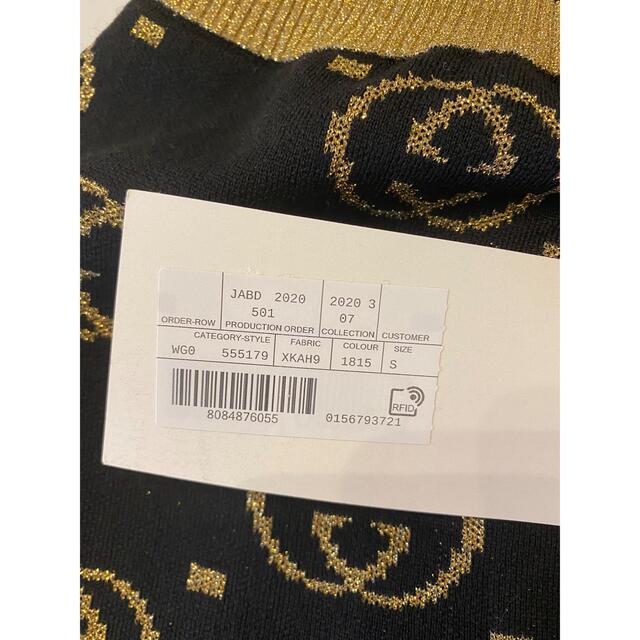 JABD 2020 2020 3
501 07
ORDER-ROW PRODUCTION ORDER COLLECTION CUSTOMER
CATEGORY-STYLE FABRIC COLOUR SIZE
WG0 555179 XKAH9 1815 S
RFID
8084876055 0156793721